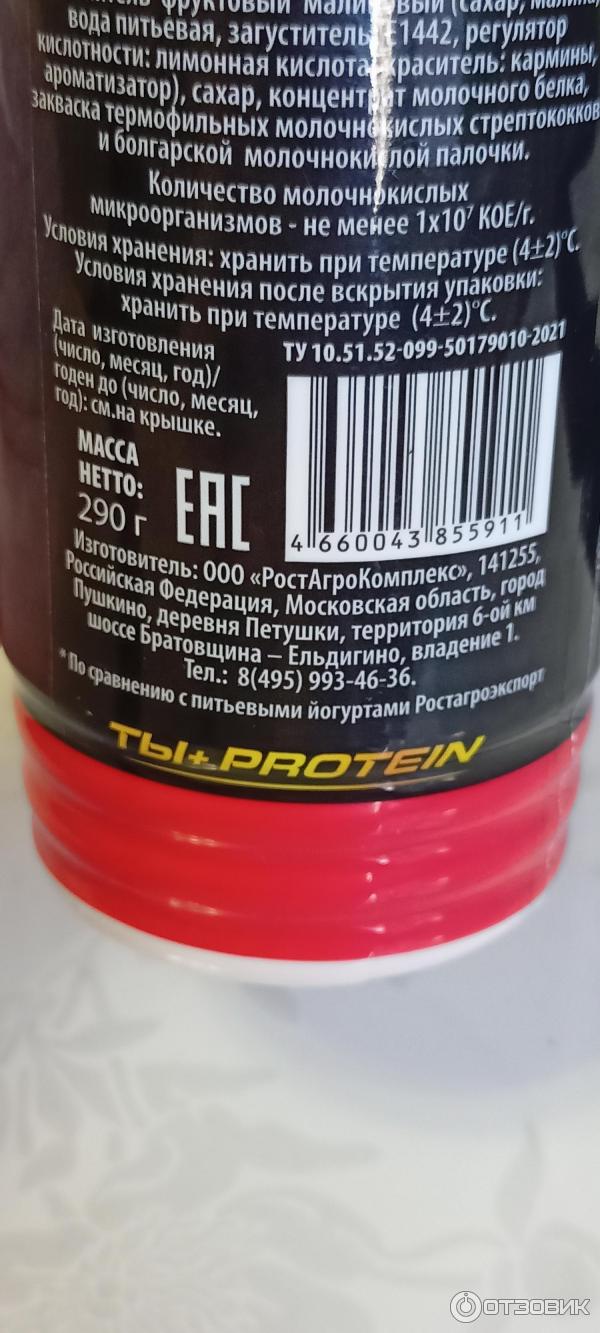 фруктовый малиновый (сахар, малина,
вода питьевая, загуститель E1442, регулятор
кислотности: лимонная кислота, краситель: кармины,
ароматизатор), сахар, концентрат молочного белка,
закваска термофильных молочнокислых стрептококков
и болгарской молочнокислой палочки.
Количество молочнокислых
микроорганизмов - не менее 1х10⁷ КОЕ/г.
Условия хранения: хранить при температуре (4±2)°С.
Условия хранения после вскрытия упаковки:
хранить при температуре (4±2)°С.
Дата изготовления
(число, месяц, год)/
годен до (число, месяц,
год): см.на крышке.
ТУ 10.51.52-099-50179010-2021
МАССА
НЕТТО:
290 г
ЕАС
4 660043 855911
Изготовитель: ООО «РостАгроКомплекс», 141255,
Российская Федерация, Московская область, город
Пушкино, деревня Петушки, территория 6-ой км
шоссе Братовщина – Ельдигино, владение 1.
Тел.: 8(495) 993-46-36.
* По сравнению с питьевыми йогуртами Ростагроэкспорт
ТЫ+PROTEIN
ОТЗОВИК